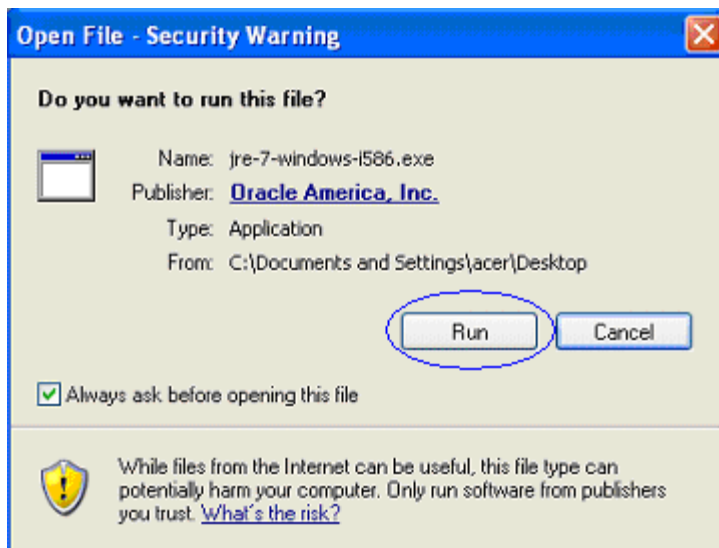 Open File - Security Warning
Do you want to run this file?
Name: jre-7-windows-i586.exe
Publisher: Oracle America, Inc.
Type: Application
From: C:\Documents and Settings\acer\Desktop
Run Cancel
Always ask before opening this file
While files from the Internet can be useful, this file type can
potentially harm your computer. Only run software from publishers
you trust. What's the risk?